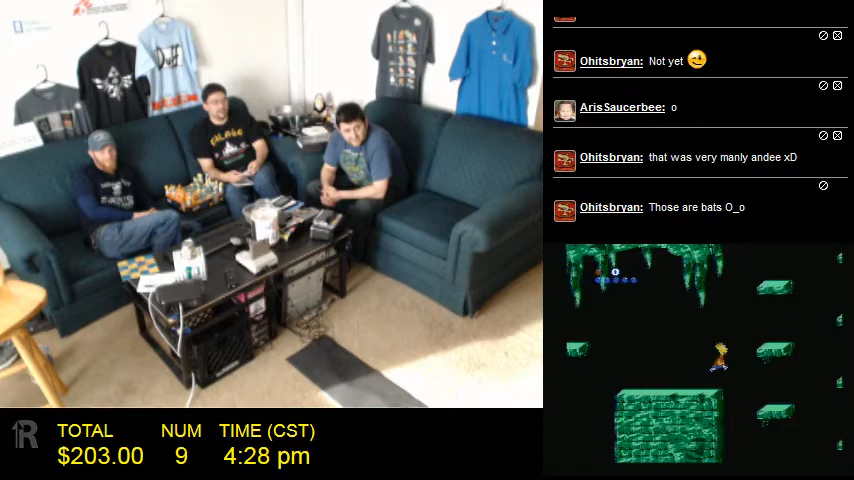 Duff
Ohitsbryan: Not yet
ArisSaucerbee: o
Ohitsbryan: that was very manly andee xD
Ohitsbryan: Those are bats O_o
R
TOTAL
NUM
TIME (CST)
$203.00
9
4:28 pm